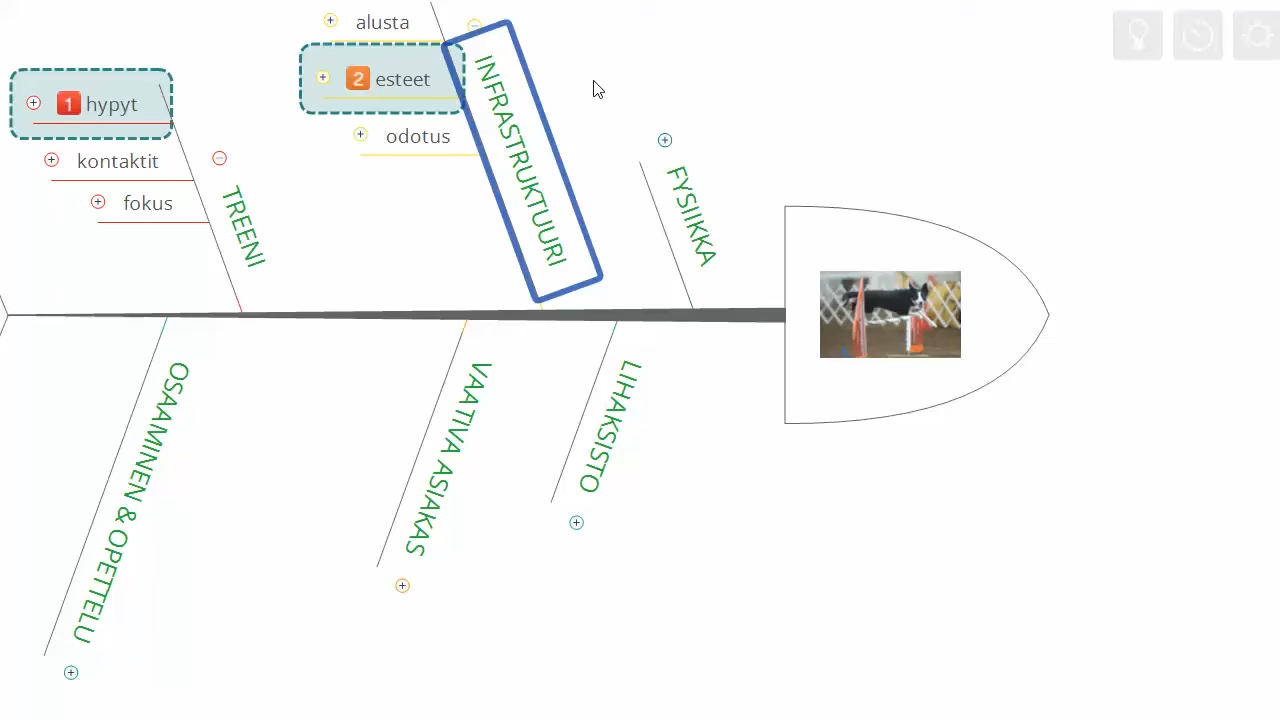 alusta
2 esteet
odotus
INFRASTRUKTUURI
1 hypyt
kontaktit
fokus
TREENI
FYSIIKKA
OSAAMINEN & OPETTELU
VAATIVA ASIAKAS
LIHAKSISTO